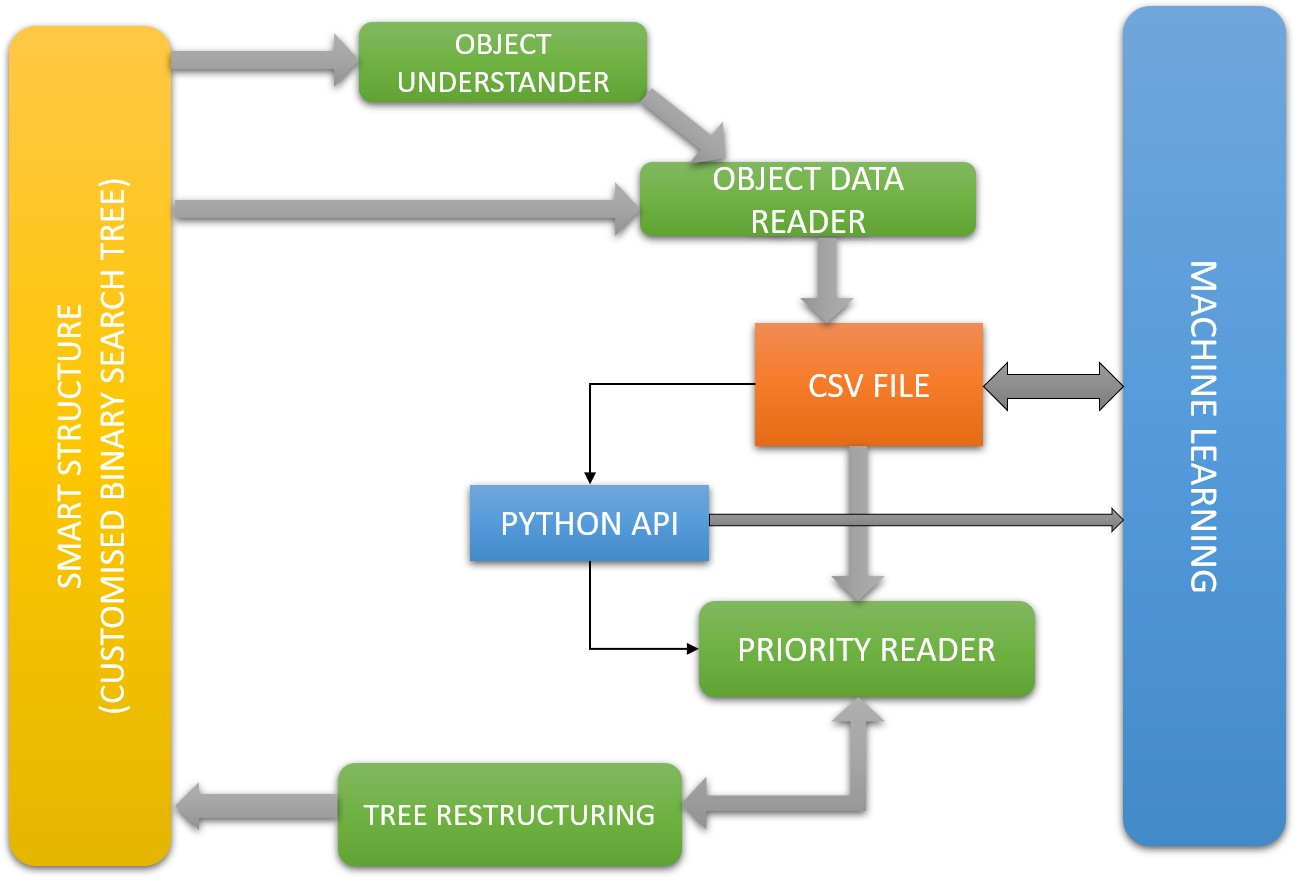 SMART STRUCTURE
(CUSTOMISED BINARY SEARCH TREE)
OBJECT
UNDERSTANDER
OBJECT DATA
READER
CSV FILE
PYTHON API
PRIORITY READER
TREE RESTRUCTURING
MACHINE LEARNING